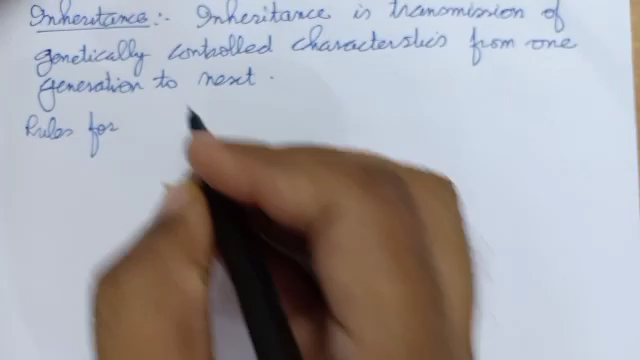 Inheritance :- Inheritance is transmission of
genetically controlled characterstics from one
generation to next.
Rules for